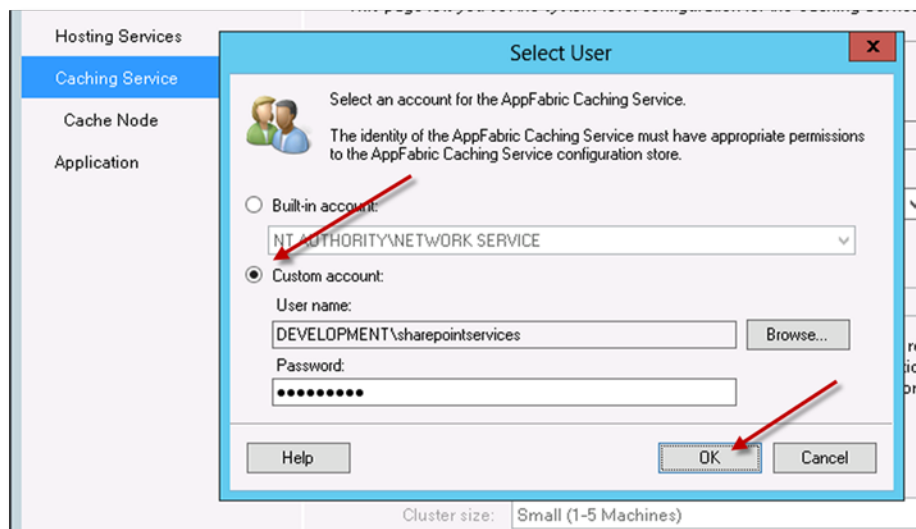 Hosting Services
Caching Service
Cache Node
Application
Select User
x
Select an account for the AppFabric Caching Service.
The identity of the AppFabric Caching Service must have appropriate permissions
to the AppFabric Caching Service configuration store.
Built-in account:
NT AUTHORITY\NETWORK SERVICE
Custom account:
User name:
DEVELOPMENT\sharepointservices
Browse...
Password:
●●●●●●●●●
Help
OK
Cancel
Cluster size:
Small (1-5 Machines)